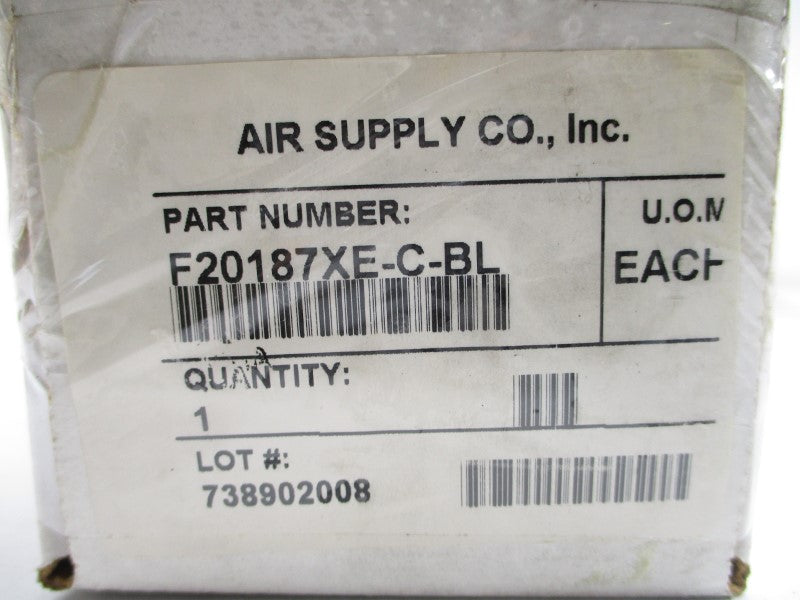 AIR SUPPLY CO., Inc.
PART NUMBER:
F20187XE-C-BL
U.O.M
EACH
QUANTITY:
1
LOT #:
738902008